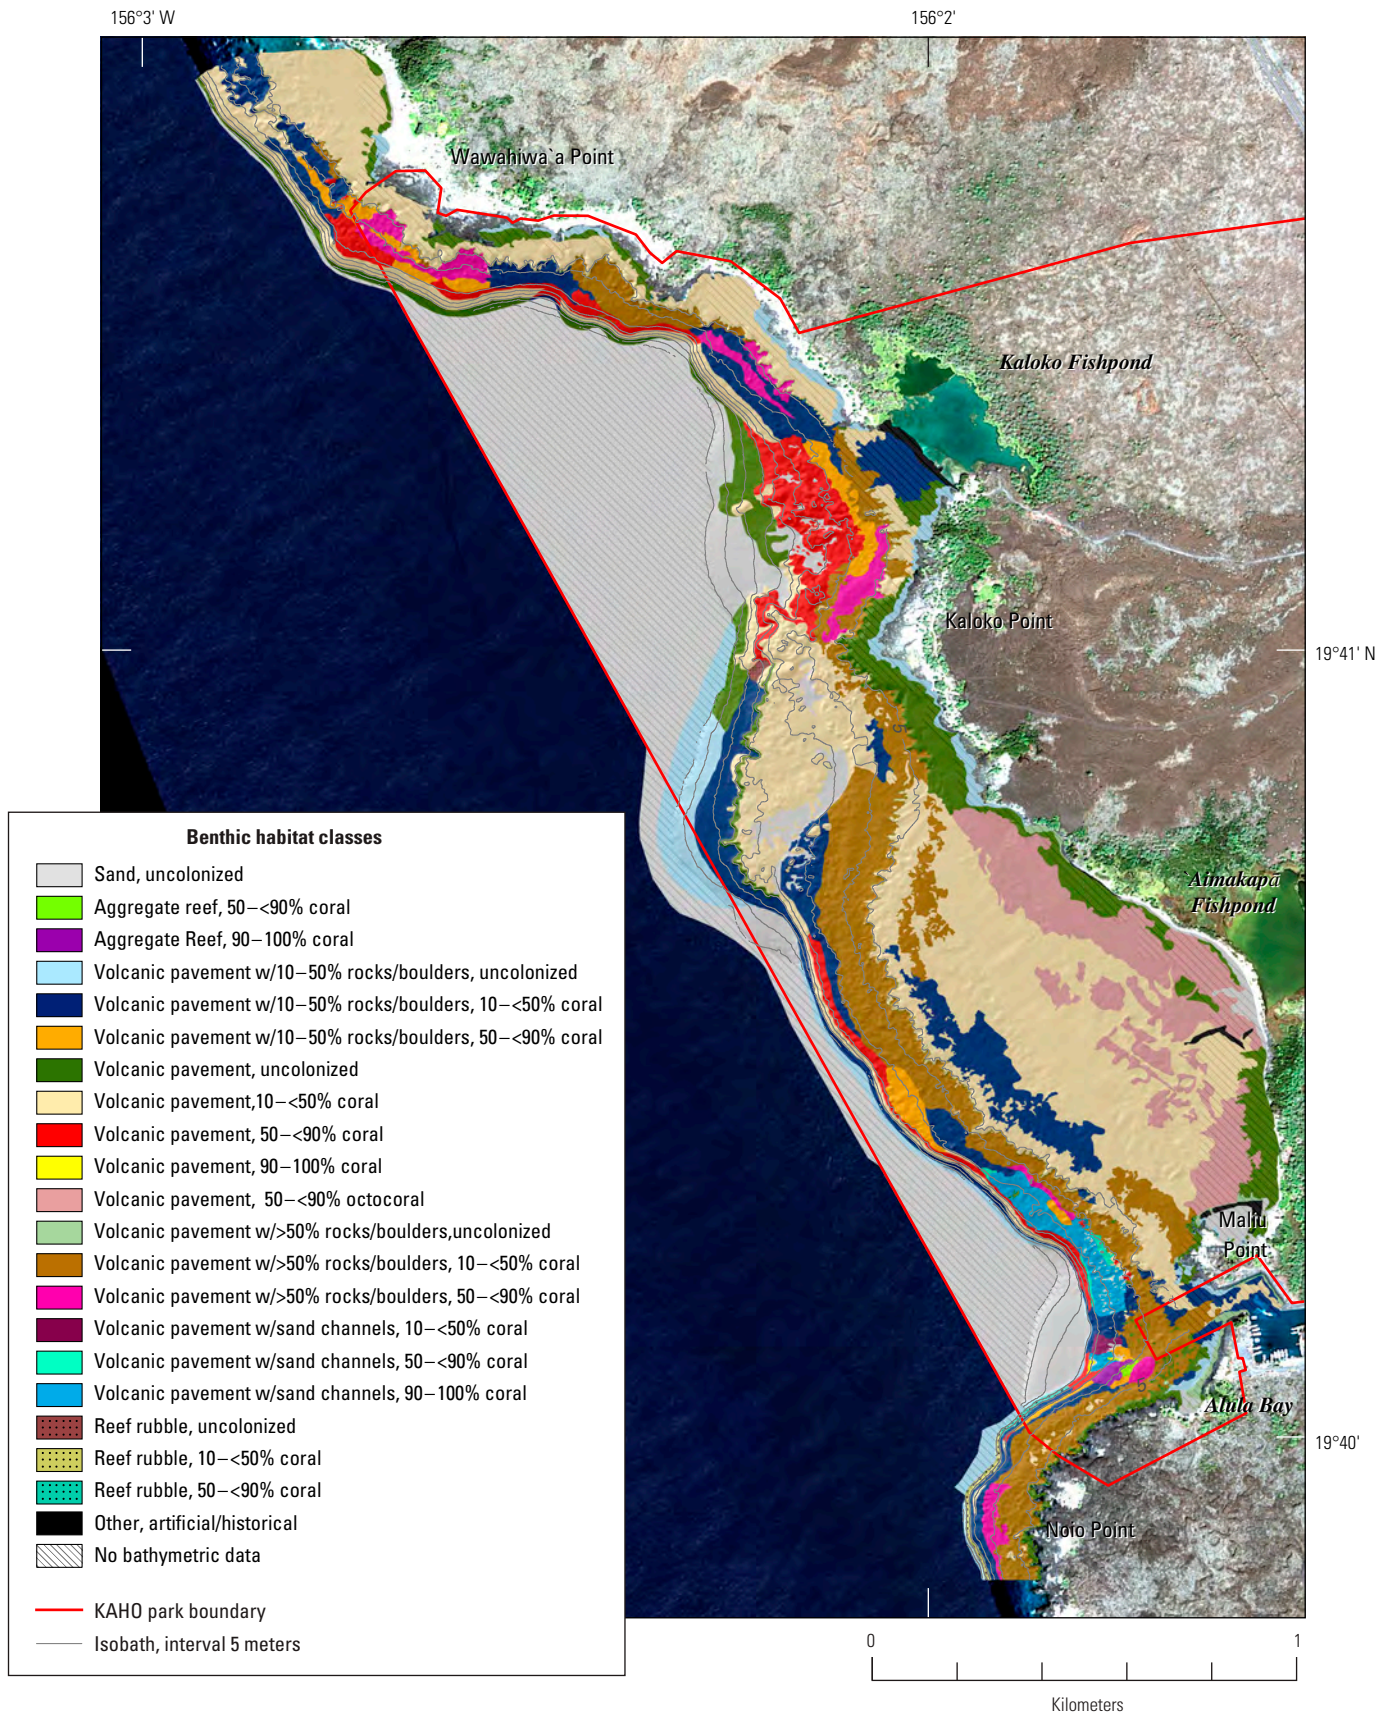 156°3' W
156°2'
Wawahiwa`a Point
Kaloko Fishpond
Kaloko Point
19°41' N
`Aimakapā
Fishpond
Maliu
Point
Alula Bay
19°40'
Noio Point
5
5
Benthic habitat classes
Sand, uncolonized
Aggregate reef, 50–<90% coral
Aggregate Reef, 90–100% coral
Volcanic pavement w/10–50% rocks/boulders, uncolonized
Volcanic pavement w/10–50% rocks/boulders, 10–<50% coral
Volcanic pavement w/10–50% rocks/boulders, 50–<90% coral
Volcanic pavement, uncolonized
Volcanic pavement,10–<50% coral
Volcanic pavement, 50–<90% coral
Volcanic pavement, 90–100% coral
Volcanic pavement, 50–<90% octocoral
Volcanic pavement w/>50% rocks/boulders,uncolonized
Volcanic pavement w/>50% rocks/boulders, 10–<50% coral
Volcanic pavement w/>50% rocks/boulders, 50–<90% coral
Volcanic pavement w/sand channels, 10–<50% coral
Volcanic pavement w/sand channels, 50–<90% coral
Volcanic pavement w/sand channels, 90–100% coral
Reef rubble, uncolonized
Reef rubble, 10–<50% coral
Reef rubble, 50–<90% coral
Other, artificial/historical
No bathymetric data
KAHO park boundary
Isobath, interval 5 meters
0 1
Kilometers